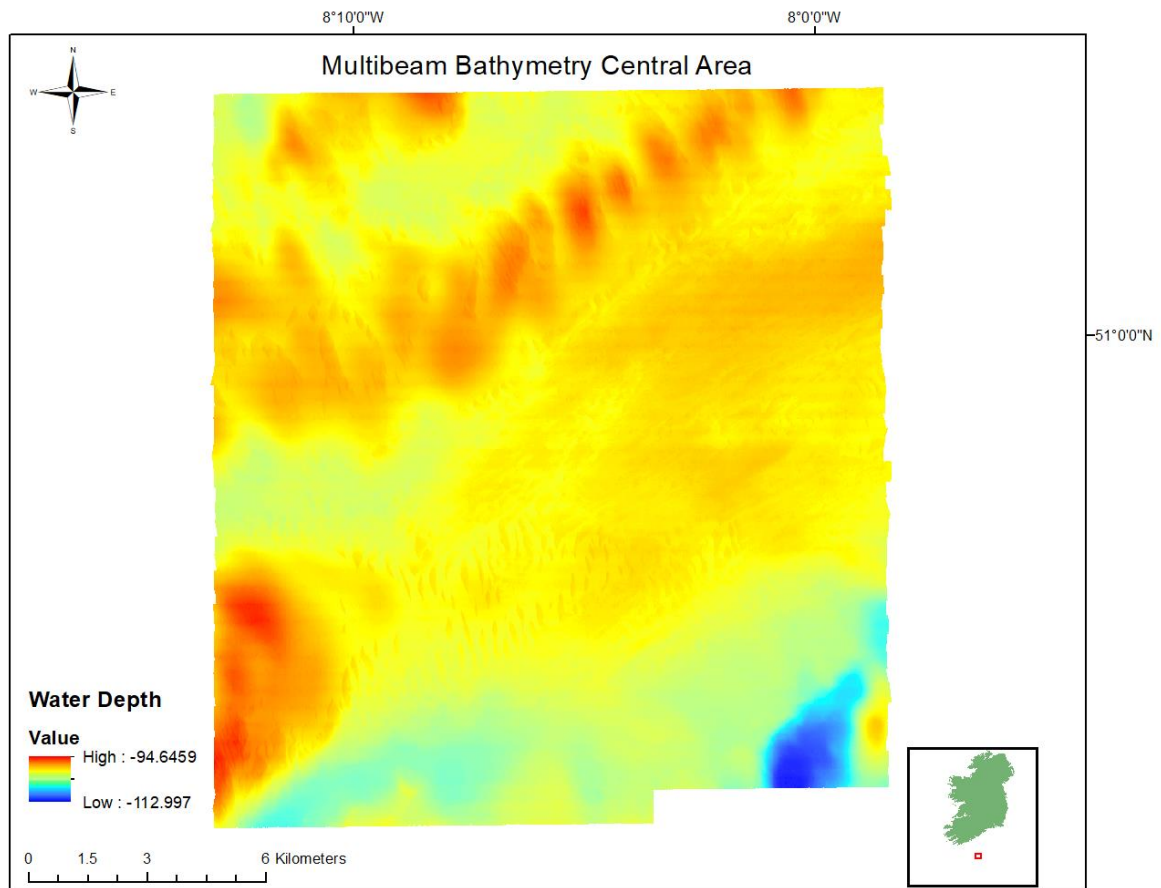 8°10'0"W 8°0'0"W
Multibeam Bathymetry Central Area
N
W E
S
51°0'0"N
Water Depth
Value
High : -94.6459
Low : -112.997
0 1.5 3 6 Kilometers